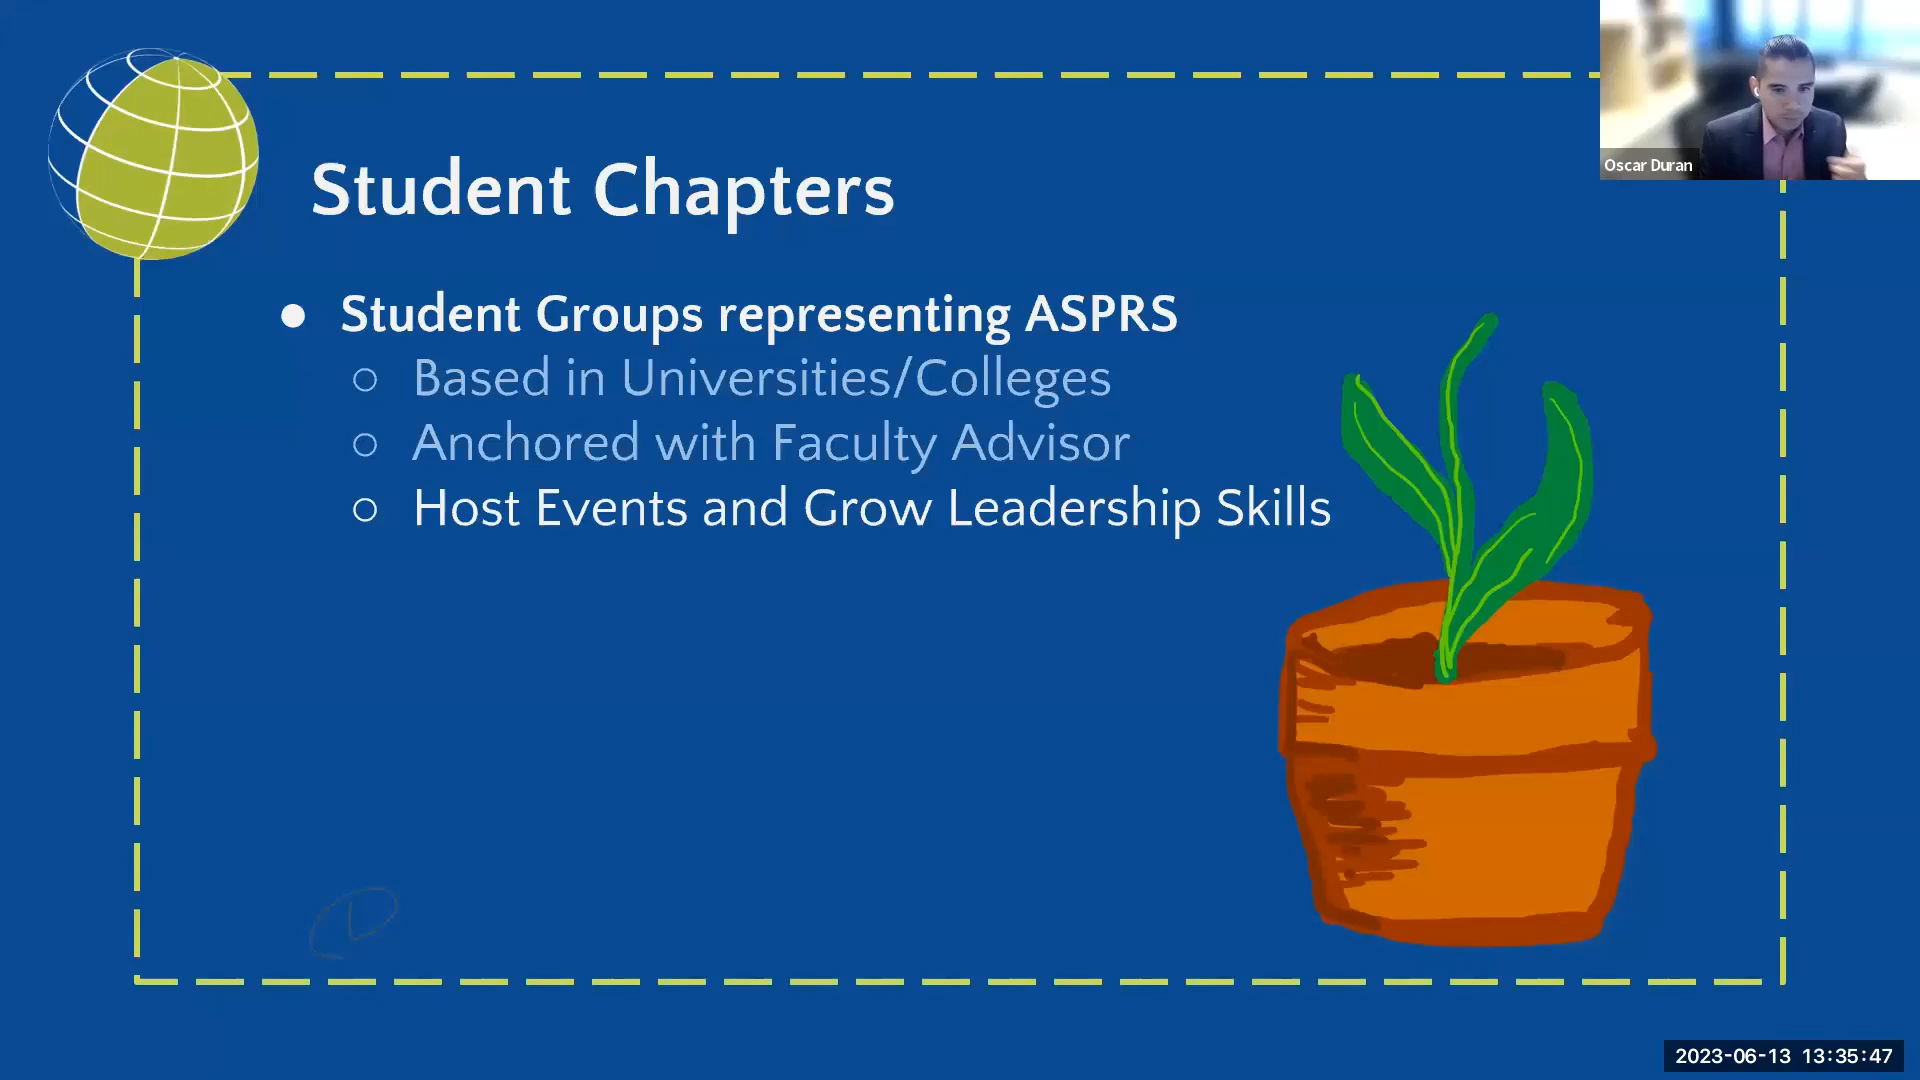 Student Chapters
Student Groups representing ASPRS
Based in Universities/Colleges
Anchored with Faculty Advisor
Host Events and Grow Leadership Skills
Oscar Duran
2023-06-13 13:35:47